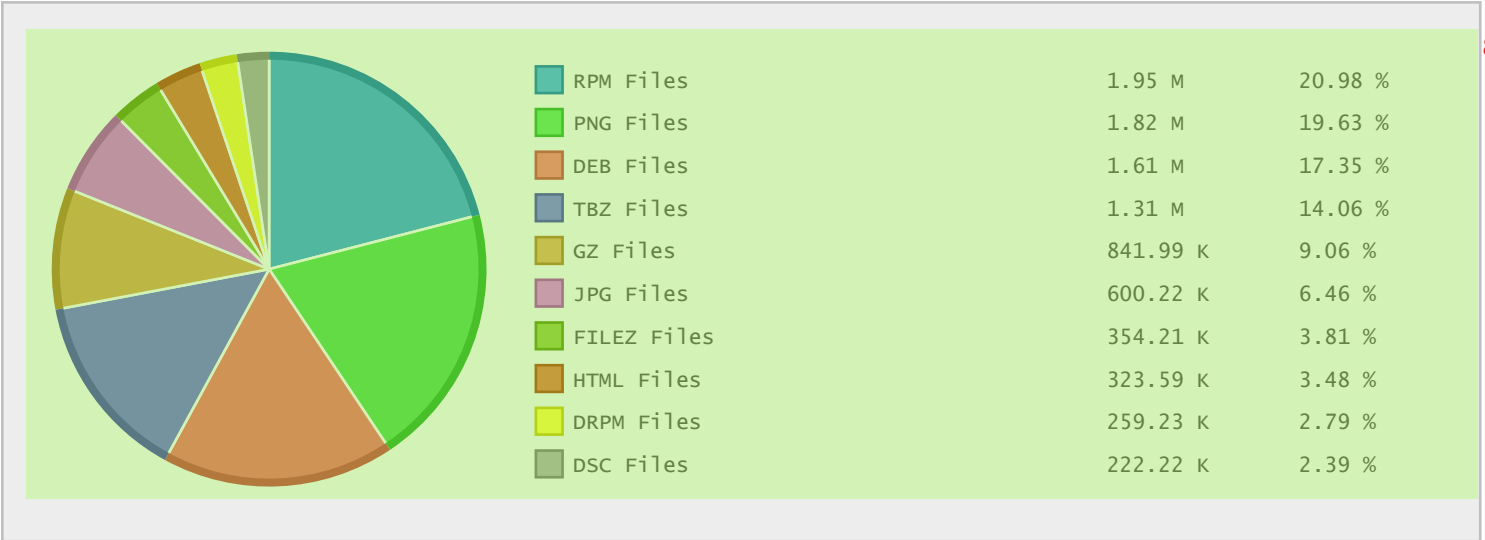 RPM Files 1.95 M 20.98 %
PNG Files 1.82 M 19.63 %
DEB Files 1.61 M 17.35 %
TBZ Files 1.31 M 14.06 %
GZ Files 841.99 K 9.06 %
JPG Files 600.22 K 6.46 %
FILEZ Files 354.21 K 3.81 %
HTML Files 323.59 K 3.48 %
DRPM Files 259.23 K 2.79 %
DSC Files 222.22 K 2.39 %